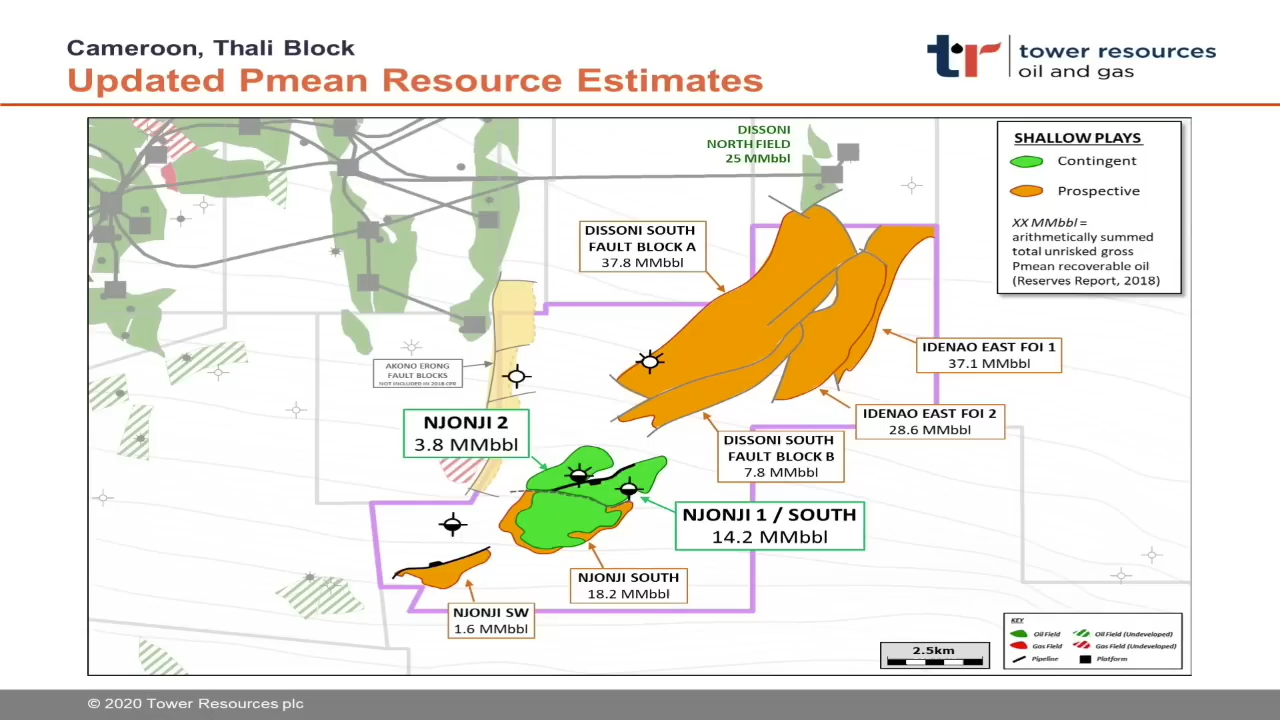 Cameroon, Thali Block
Updated Pmean Resource Estimates
tr
tower resources
oil and gas
DISSONI
NORTH FIELD
25 MMbbl
SHALLOW PLAYS
Contingent
Prospective
XX MMbbl =
arithmetically summed
total unrisked gross
Pmean recoverable oil
(Reserves Report, 2018)
DISSONI SOUTH
FAULT BLOCK A
37.8 MMbbl
IDENAO EAST FOI 1
37.1 MMbbl
AKONO ERONG
FAULT BLOCKS
NOT INCLUDED IN 2018 CPR
IDENAO EAST FOI 2
28.6 MMbbl
NJONJI 2
3.8 MMbbl
DISSONI SOUTH
FAULT BLOCK B
7.8 MMbbl
NJONJI 1 / SOUTH
14.2 MMbbl
NJONJI SOUTH
18.2 MMbbl
NJONJI SW
1.6 MMbbl
2.5km
KEY
Oil Field
Oil Field (Undeveloped)
Gas Field
Gas Field (Undeveloped)
Pipeline
Platform
© 2020 Tower Resources plc